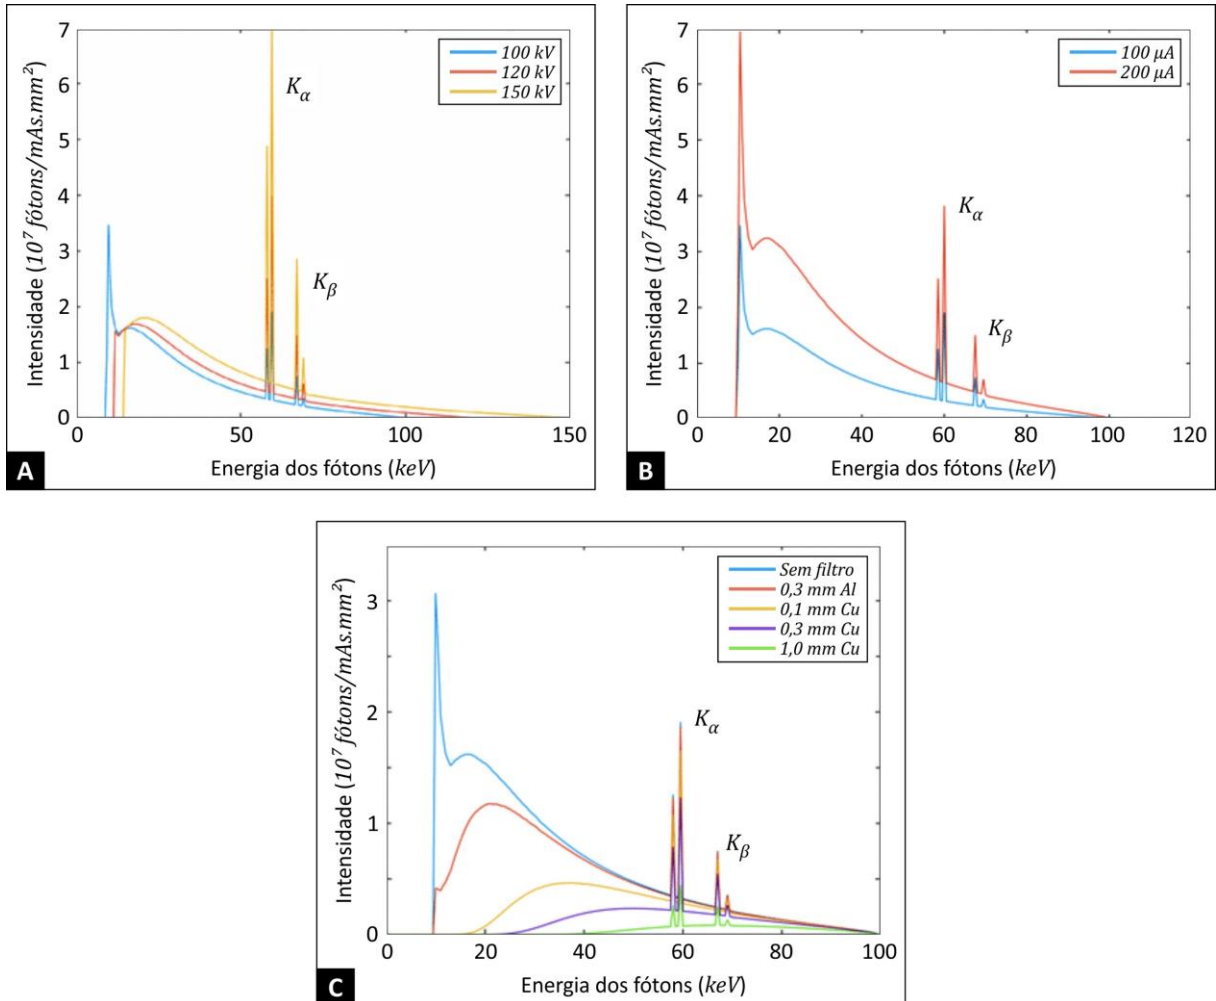 Intensidade (10⁷ fótons/mAs.mm²)
7
6
5
4
3
2
1
0
100 kV
120 kV
150 kV
Kα
Kβ
0 50 100 150
Energia dos fótons (keV)
A
Intensidade (10⁷ fótons/mAs.mm²)
7
6
5
4
3
2
1
0
100 μA
200 μA
Kα
Kβ
0 20 40 60 80 100 120
Energia dos fótons (keV)
B
Intensidade (10⁷ fótons/mAs.mm²)
3
2
1
0
Sem filtro
0,3 mm Al
0,1 mm Cu
0,3 mm Cu
1,0 mm Cu
Kα
Kβ
0 20 40 60 80 100
Energia dos fótons (keV)
C